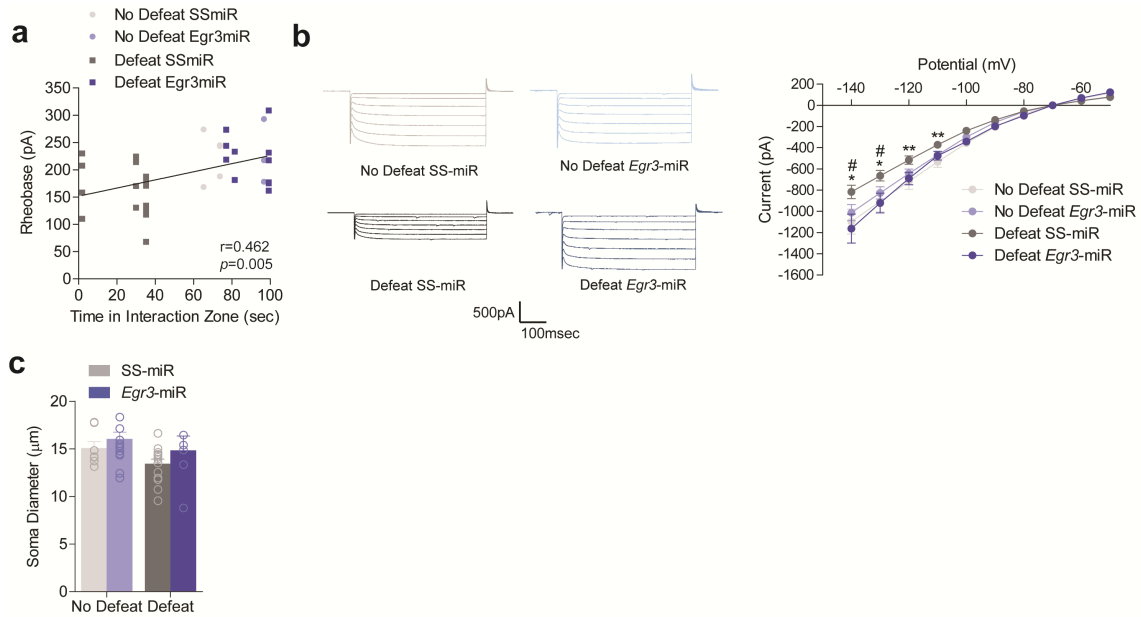 a
No Defeat SSmiR
No Defeat Egr3miR
Defeat SSmiR
Defeat Egr3miR
350
300
250
200
150
100
50
0
Rheobase (pA)
r=0.462
p=0.005
0 20 40 60 80 100
Time in Interaction Zone (sec)
b
No Defeat SS-miR
No Defeat Egr3-miR
Defeat SS-miR
Defeat Egr3-miR
500pA
100msec
Potential (mV)
-140 -120 -100 -80 -60
200
0
-200
-400
-600
-800
-1000
-1200
-1400
-1600
Current (pA)
# # ** **
* *
No Defeat SS-miR
No Defeat Egr3-miR
Defeat SS-miR
Defeat Egr3-miR
c
SS-miR
Egr3-miR
20
15
10
5
0
Soma Diameter (µm)
No Defeat Defeat